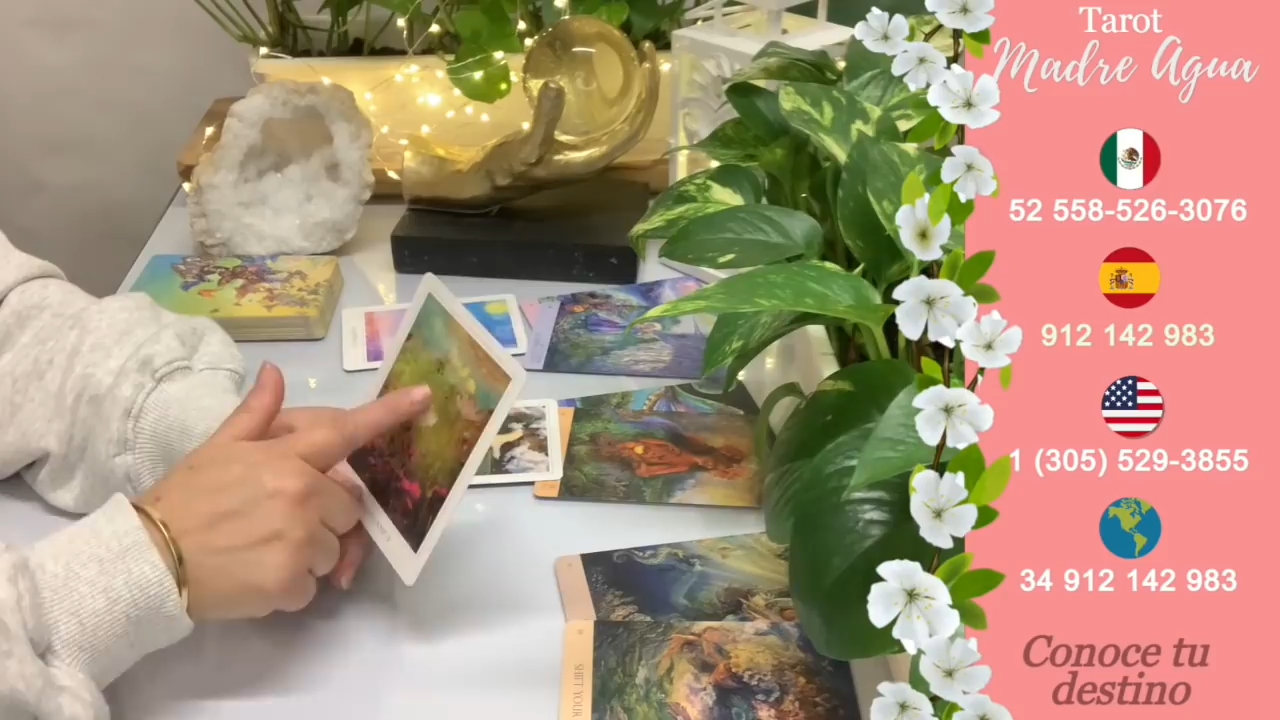 Tarot
Madre Agua
52 558-526-3076
912 142 983
1 (305) 529-3855
34 912 142 983
Conoce tu
destino
SHIFT YOUR